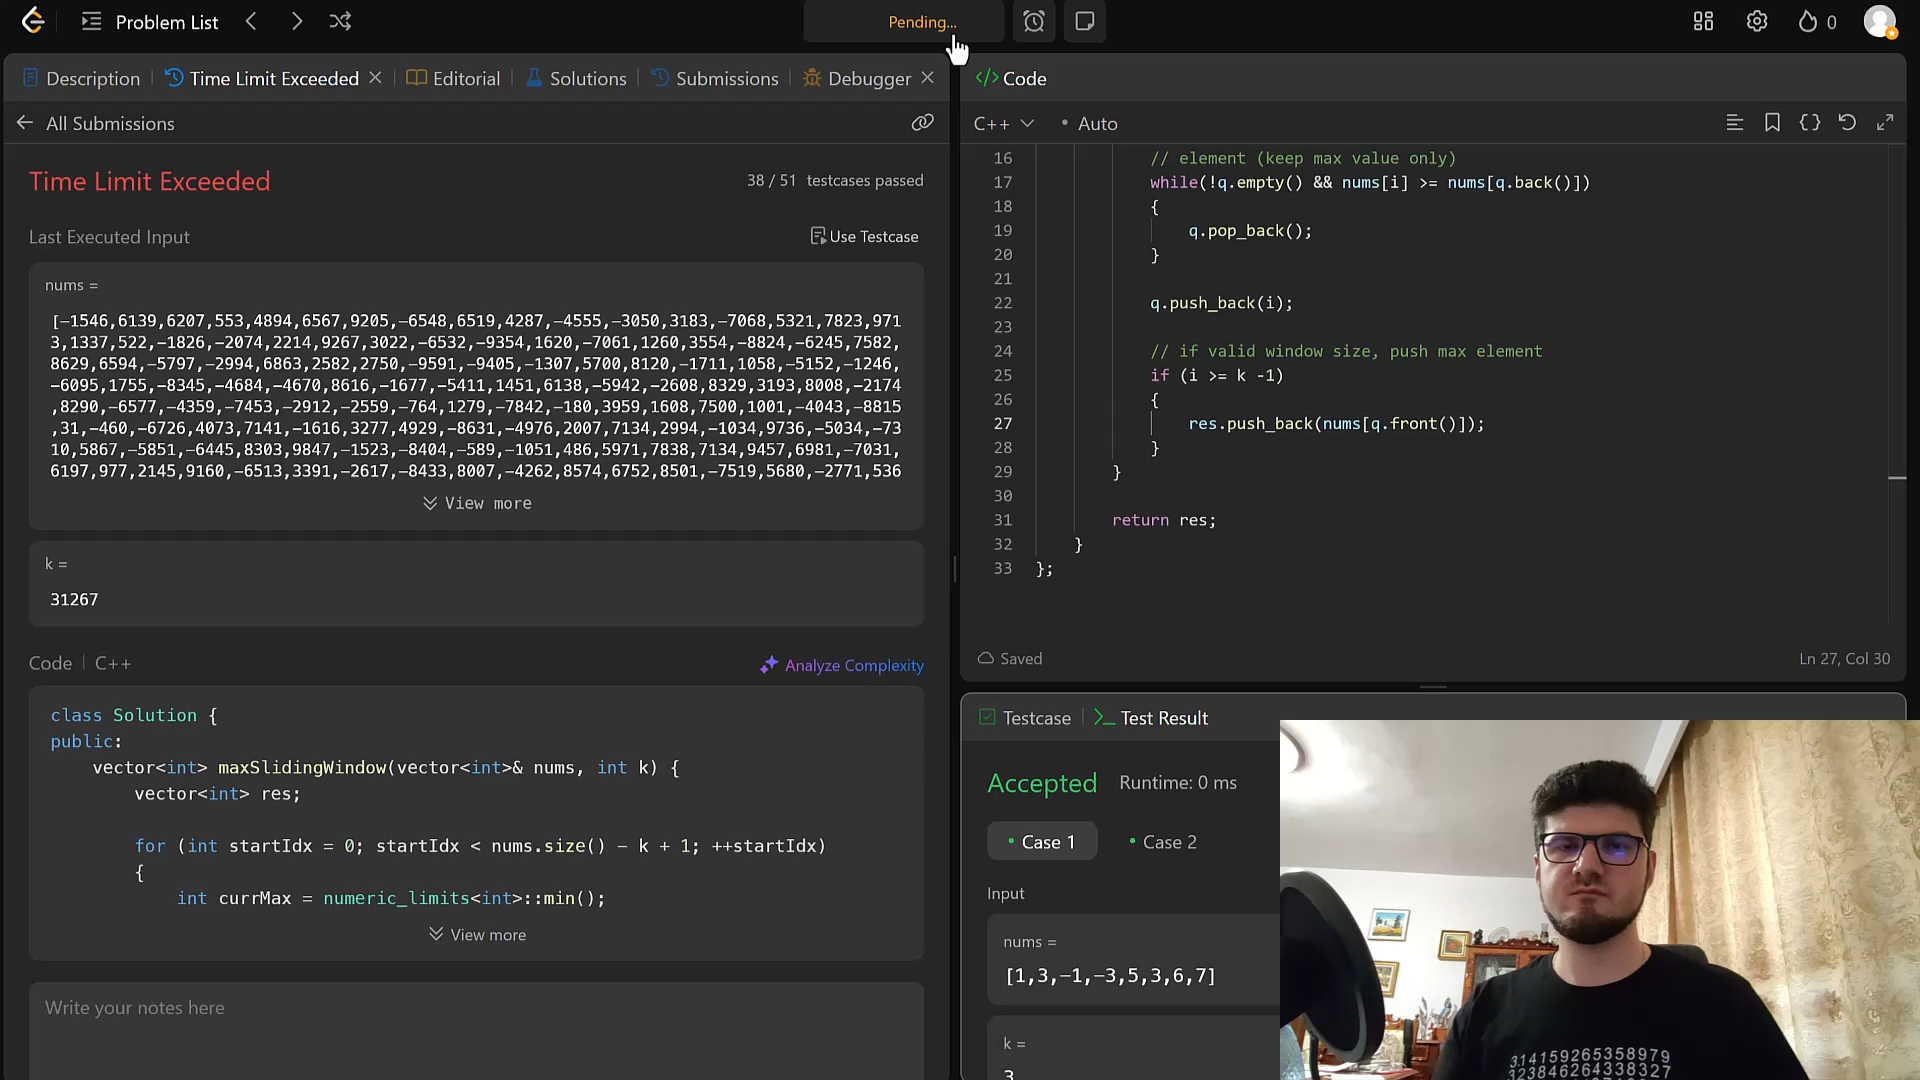 Problem List
Pending...
0
Description
Time Limit Exceeded
Editorial
Solutions
Submissions
Debugger
All Submissions
Time Limit Exceeded
38 / 51 testcases passed
Last Executed Input
Use Testcase
nums =
[-1546,6139,6207,553,4894,6567,9205,-6548,6519,4287,-4555,-3050,3183,-7068,5321,7823,971
3,1337,522,-1826,-2074,2214,9267,3022,-6532,-9354,1620,-7061,1260,3554,-8824,-6245,7582,
8629,6594,-5797,-2994,6863,2582,2750,-9591,-9405,-1307,5700,8120,-1711,1058,-5152,-1246,
-6095,1755,-8345,-4684,-4670,8616,-1677,-5411,1451,6138,-5942,-2608,8329,3193,8008,-2174
,8290,-6577,-4359,-7453,-2912,-2559,-764,1279,-7842,-180,3959,1608,7500,1001,-4043,-8815
,31,-460,-6726,4073,7141,-1616,3277,4929,-8631,-4976,2007,7134,2994,-1034,9736,-5034,-73
10,5867,-5851,-6445,8303,9847,-1523,-8404,-589,-1051,486,5971,7838,7134,9457,6981,-7031,
6197,977,2145,9160,-6513,3391,-2617,-8433,8007,-4262,8574,6752,8501,-7519,5680,-2771,536
View more
k =
31267
Code | C++
Analyze Complexity
class Solution {
public:
vector<int> maxSlidingWindow(vector<int>& nums, int k) {
vector<int> res;
for (int startIdx = 0; startIdx < nums.size() - k + 1; ++startIdx)
{
int currMax = numeric_limits<int>::min();
View more
Write your notes here
</> Code
C++
• Auto
16 // element (keep max value only)
17 while(!q.empty() && nums[i] >= nums[q.back()])
18 {
19 q.pop_back();
20 }
21
22 q.push_back(i);
23
24 // if valid window size, push max element
25 if (i >= k -1)
26 {
27 res.push_back(nums[q.front()]);
28 }
29 }
30
31 return res;
32 }
33 };
Saved
Ln 27, Col 30
Testcase
Test Result
Accepted
Runtime: 0 ms
• Case 1
• Case 2
Input
nums =
[1,3,-1,-3,5,3,6,7]
k =
3
3.14159265358979
323846264338327